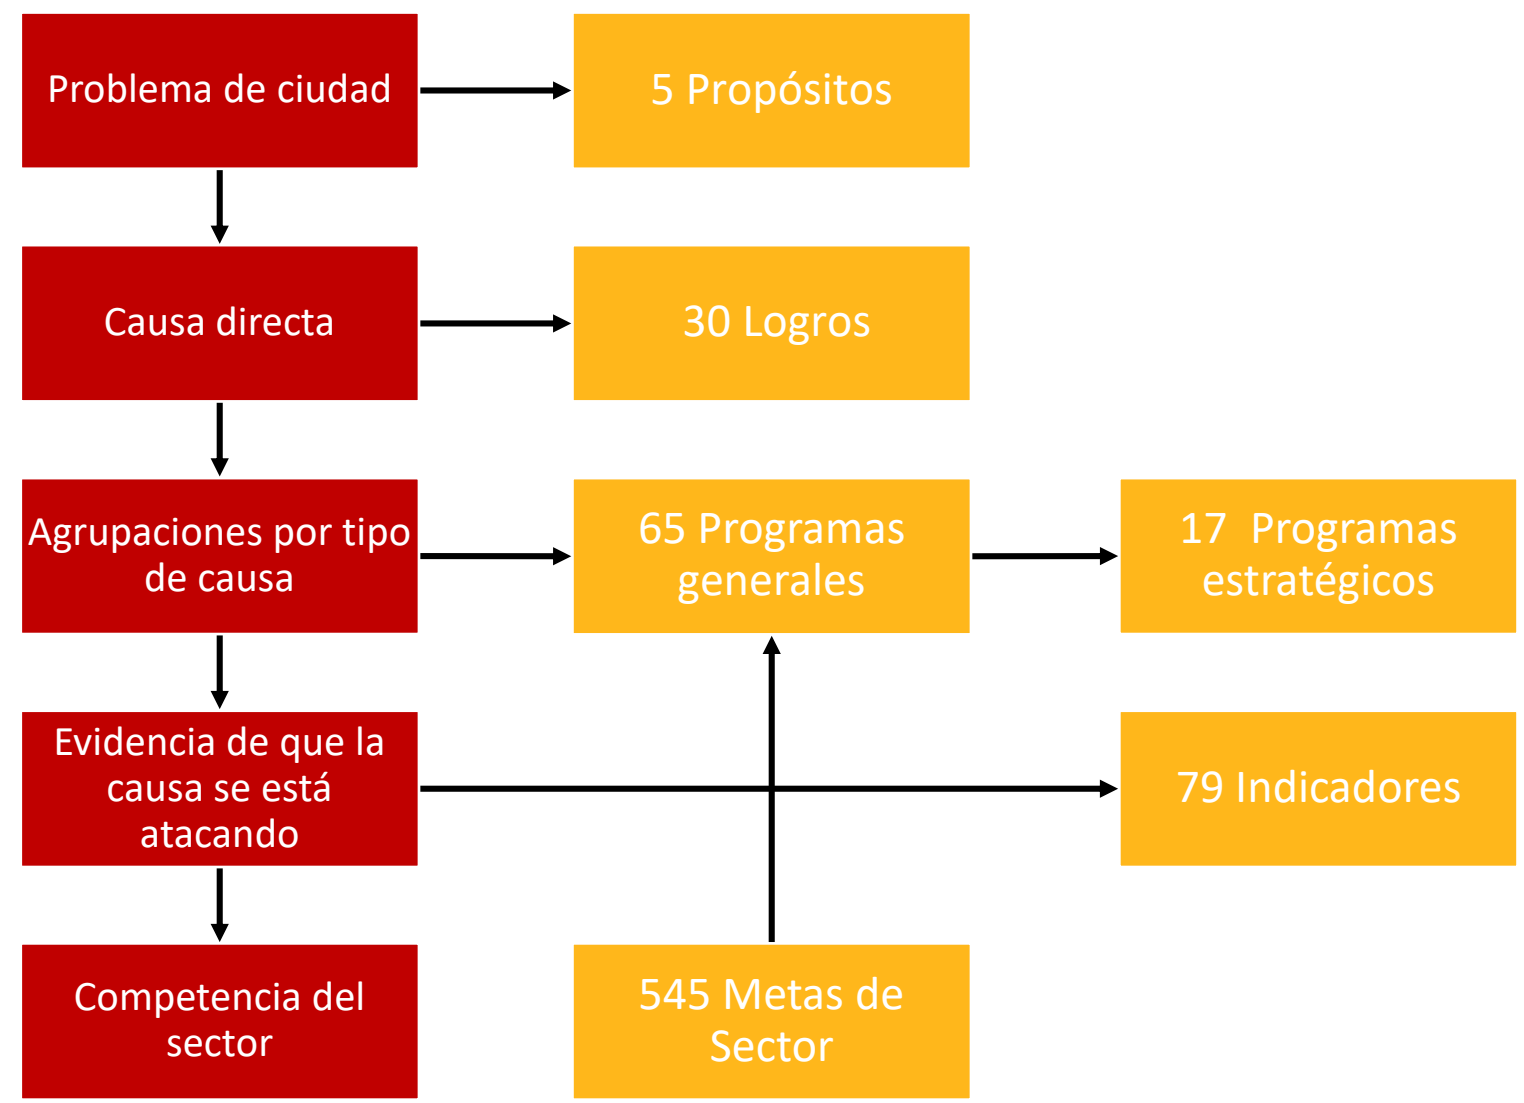 Problema de ciudad
5 Propósitos
Causa directa
30 Logros
Agrupaciones por tipo
de causa
65 Programas
generales
17  Programas
estratégicos
Evidencia de que la
causa se está
atacando
79 Indicadores
Competencia del
sector
545 Metas de
Sector